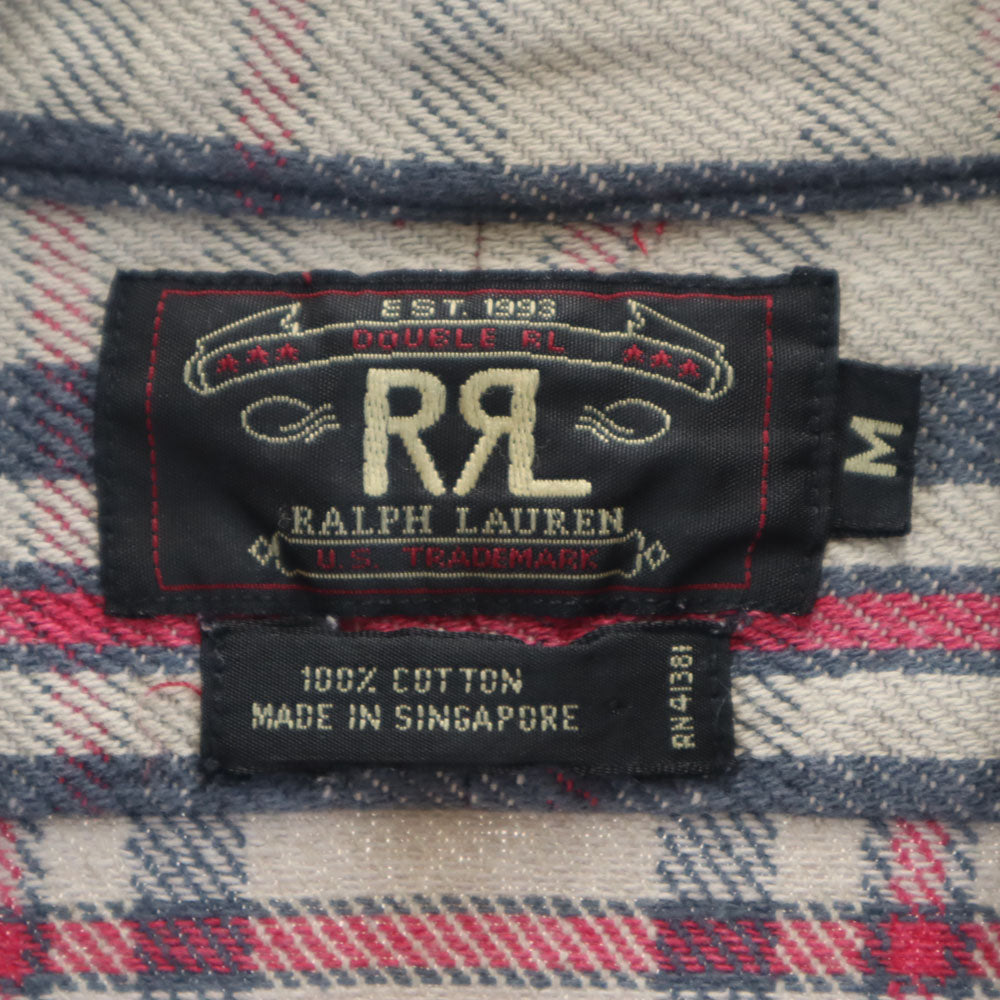 EST. 1993
DOUBLE RL
RRL
RALPH LAUREN
U.S. TRADEMARK
M
100% COTTON
MADE IN SINGAPORE
RN41381